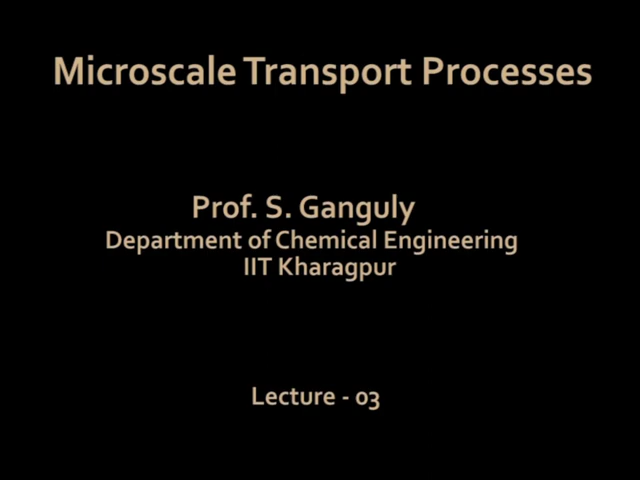 Microscale Transport Processes
Prof. S. Ganguly
Department of Chemical Engineering
IIT Kharagpur
Lecture - 03